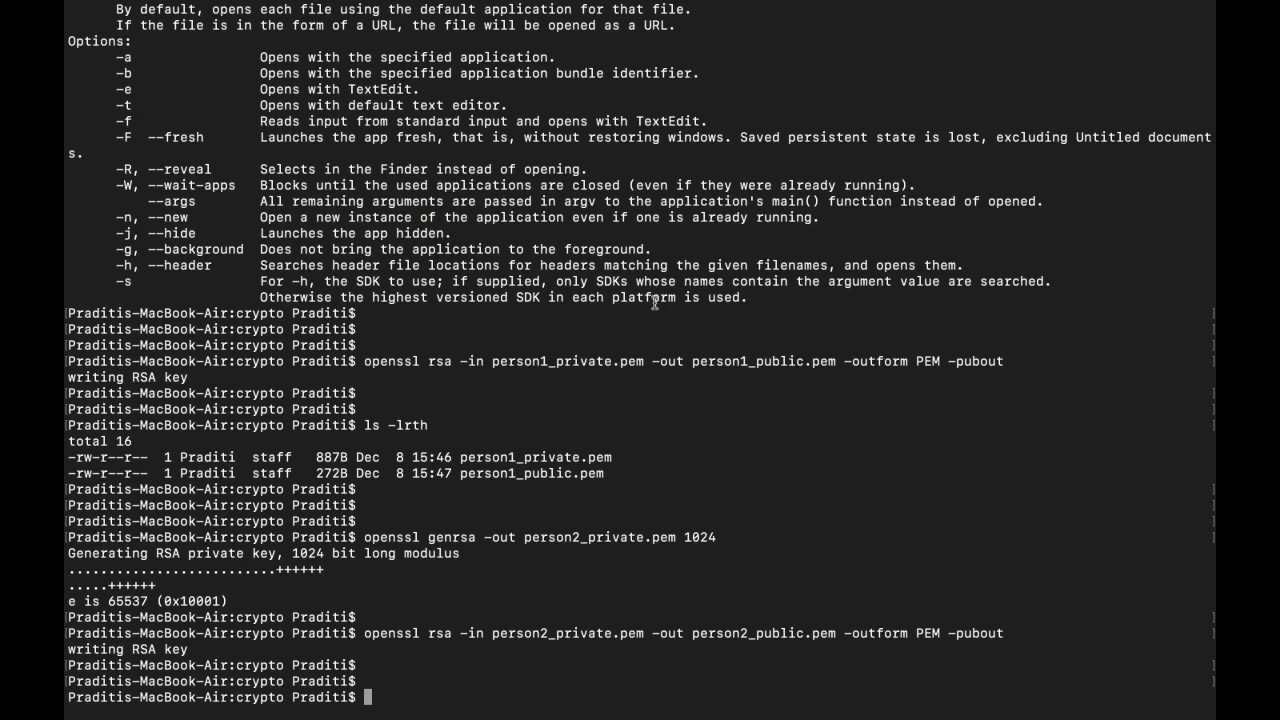 By default, opens each file using the default application for that file.
If the file is in the form of a URL, the file will be opened as a URL.
Options:
-a Opens with the specified application.
-b Opens with the specified application bundle identifier.
-e Opens with TextEdit.
-t Opens with default text editor.
-f Reads input from standard input and opens with TextEdit.
-F --fresh Launches the app fresh, that is, without restoring windows. Saved persistent state is lost, excluding Untitled document
s.
-R, --reveal Selects in the Finder instead of opening.
-W, --wait-apps Blocks until the used applications are closed (even if they were already running).
--args All remaining arguments are passed in argv to the application's main() function instead of opened.
-n, --new Open a new instance of the application even if one is already running.
-j, --hide Launches the app hidden.
-g, --background Does not bring the application to the foreground.
-h, --header Searches header file locations for headers matching the given filenames, and opens them.
-s For -h, the SDK to use; if supplied, only SDKs whose names contain the argument value are searched.
Otherwise the highest versioned SDK in each platform is used.
[Praditis-MacBook-Air:crypto Praditi$ ]
[Praditis-MacBook-Air:crypto Praditi$ ]
[Praditis-MacBook-Air:crypto Praditi$ ]
[Praditis-MacBook-Air:crypto Praditi$ openssl rsa -in person1_private.pem -out person1_public.pem -outform PEM -pubout ]
writing RSA key
[Praditis-MacBook-Air:crypto Praditi$ ]
[Praditis-MacBook-Air:crypto Praditi$ ]
[Praditis-MacBook-Air:crypto Praditi$ ls -lrth ]
total 16
-rw-r--r-- 1 Praditi staff 887B Dec 8 15:46 person1_private.pem
-rw-r--r-- 1 Praditi staff 272B Dec 8 15:47 person1_public.pem
[Praditis-MacBook-Air:crypto Praditi$ ]
[Praditis-MacBook-Air:crypto Praditi$ ]
[Praditis-MacBook-Air:crypto Praditi$ ]
[Praditis-MacBook-Air:crypto Praditi$ openssl genrsa -out person2_private.pem 1024 ]
Generating RSA private key, 1024 bit long modulus
..........................++++++
.....++++++
e is 65537 (0x10001)
[Praditis-MacBook-Air:crypto Praditi$ ]
[Praditis-MacBook-Air:crypto Praditi$ openssl rsa -in person2_private.pem -out person2_public.pem -outform PEM -pubout ]
writing RSA key
[Praditis-MacBook-Air:crypto Praditi$ ]
[Praditis-MacBook-Air:crypto Praditi$ ]
Praditis-MacBook-Air:crypto Praditi$